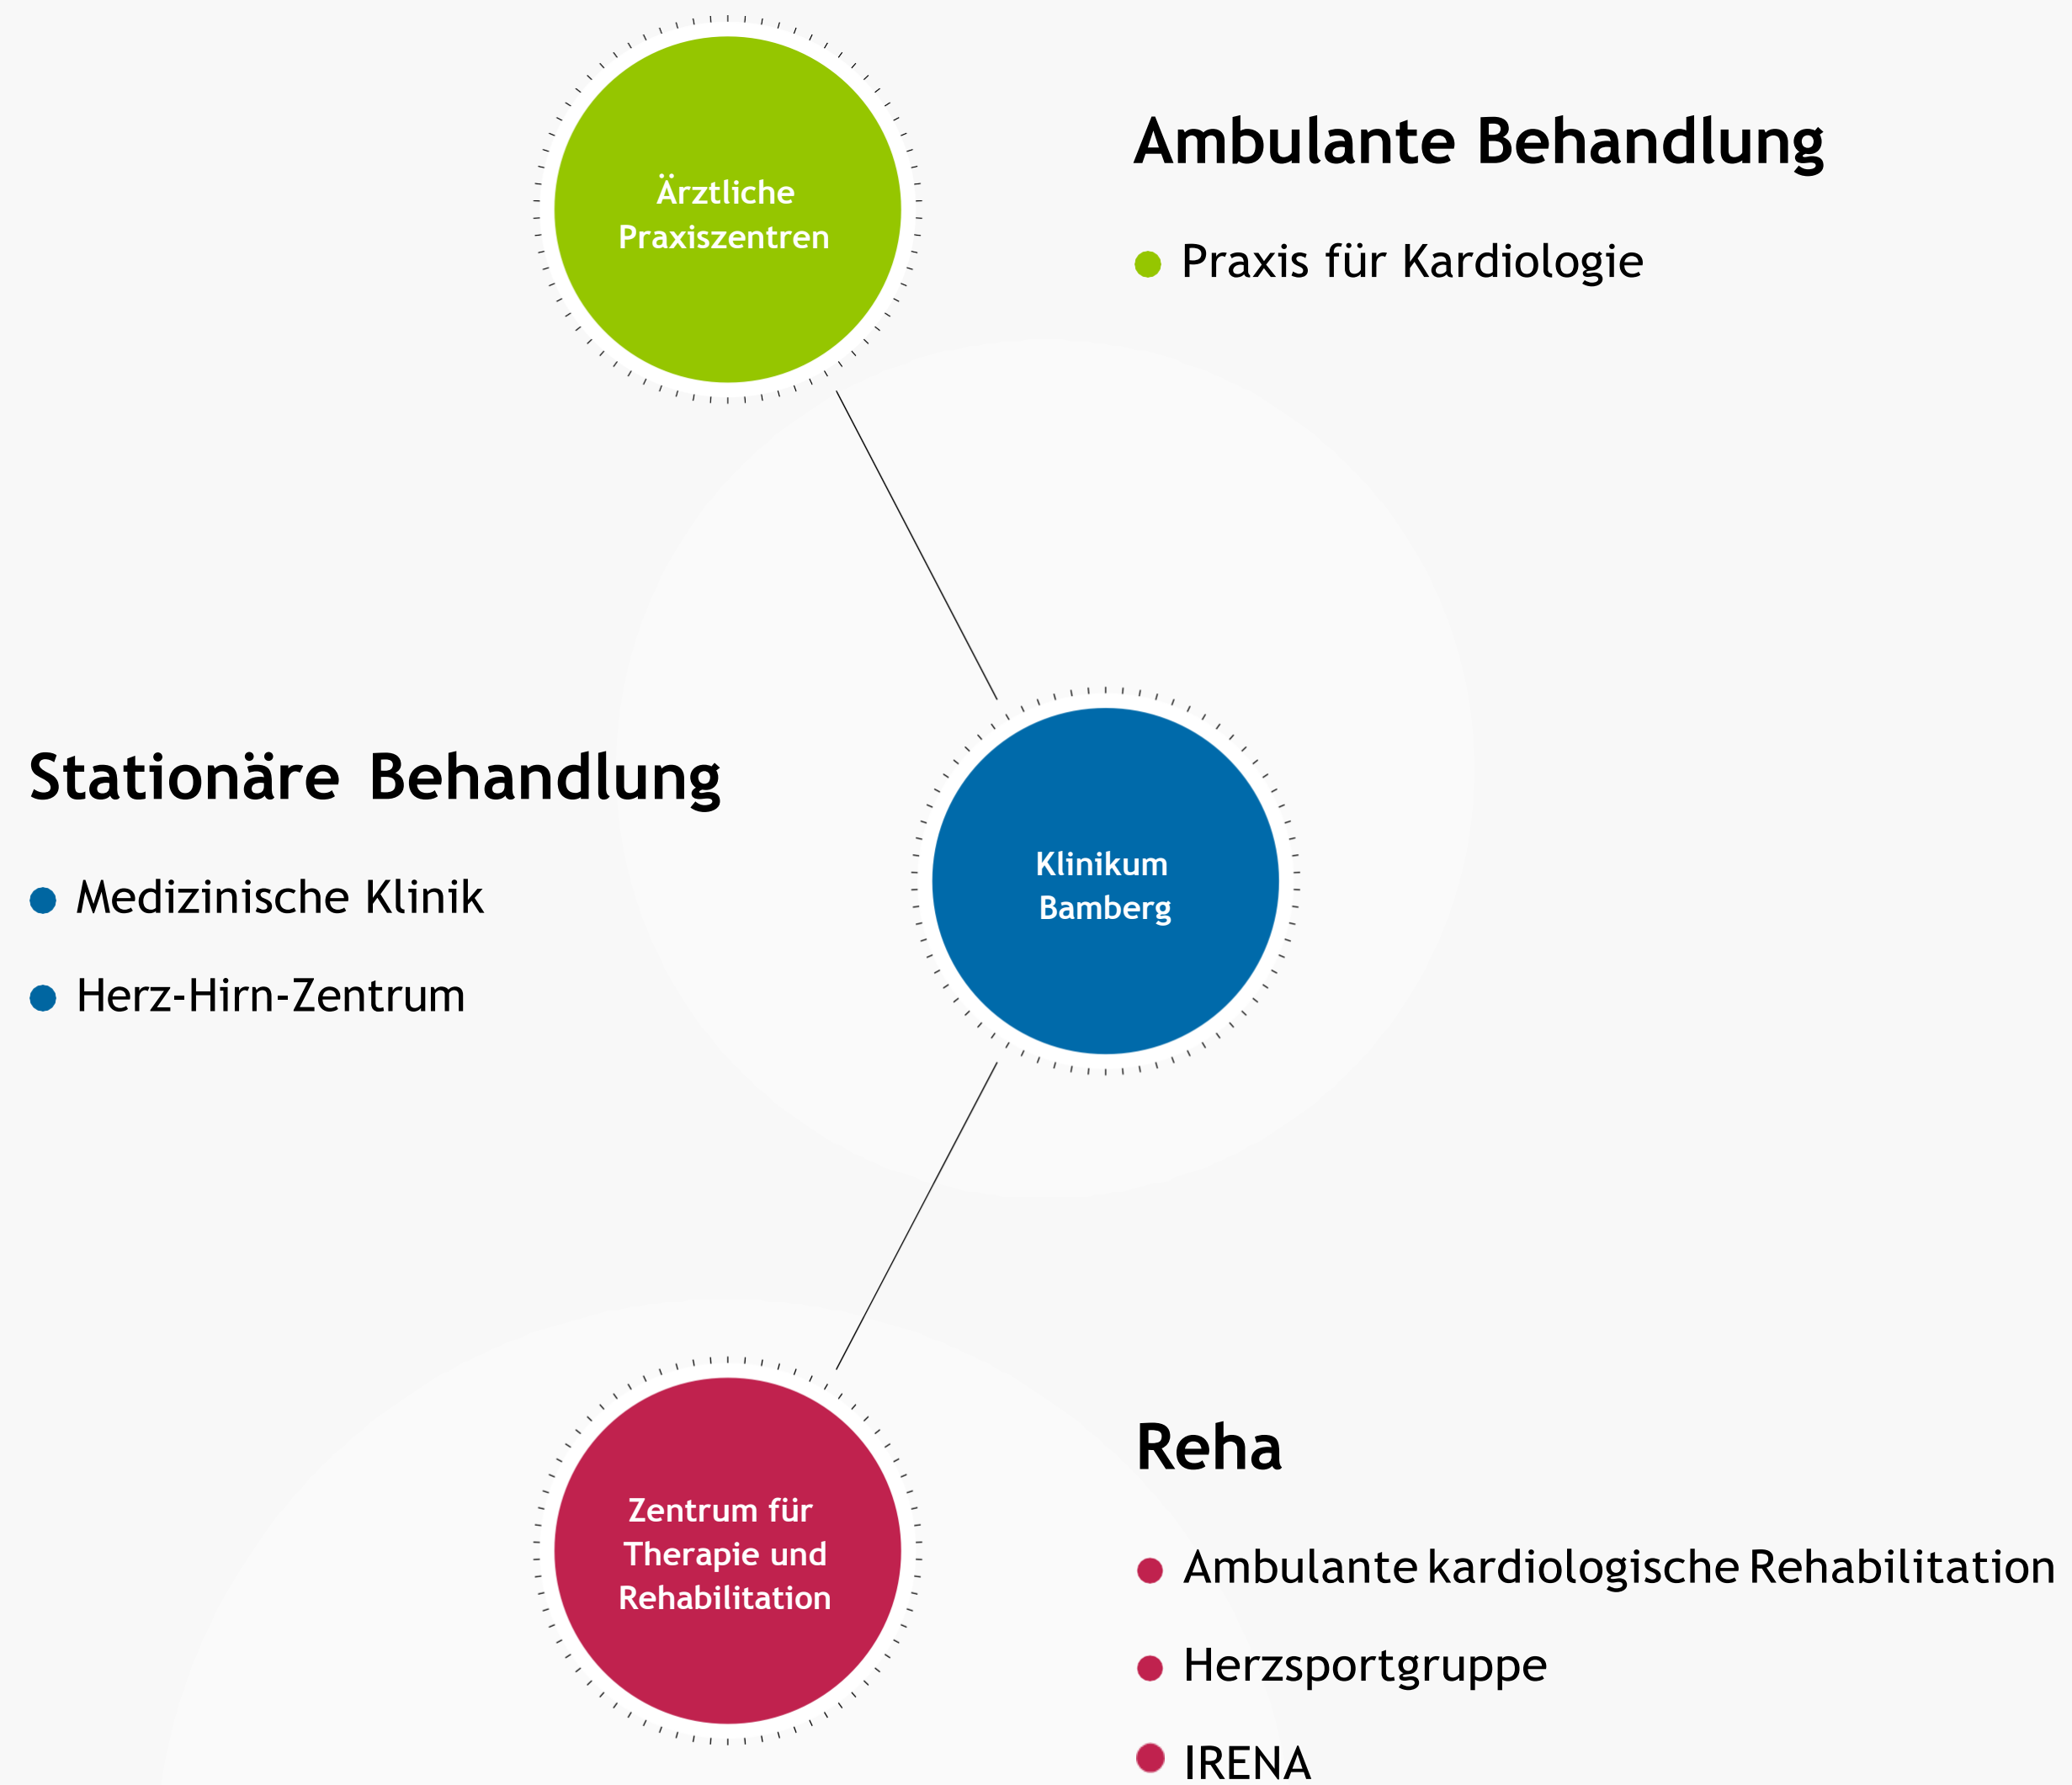 Ärztliche
Praxiszentren
Ambulante Behandlung
Praxis für Kardiologie
Stationäre Behandlung
Medizinische Klinik
Herz-Hirn-Zentrum
Klinikum
Bamberg
Zentrum für
Therapie und
Rehabilitation
Reha
Ambulante kardiologische Rehabilitation
Herzsportgruppe
IRENA